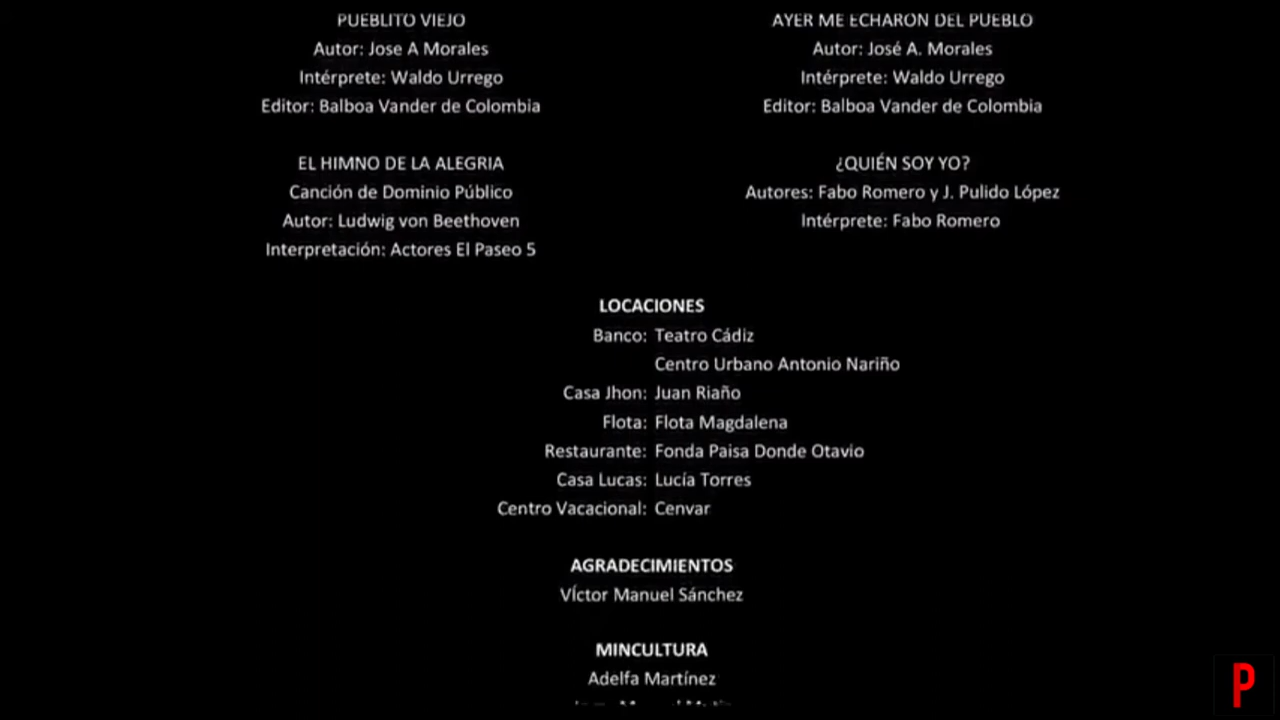 PUEBLITO VIEJO
Autor: Jose A Morales
Intérprete: Waldo Urrego
Editor: Balboa Vander de Colombia
AYER ME ECHARON DEL PUEBLO
Autor: José A. Morales
Intérprete: Waldo Urrego
Editor: Balboa Vander de Colombia
EL HIMNO DE LA ALEGRIA
Canción de Dominio Público
Autor: Ludwig von Beethoven
Interpretación: Actores El Paseo 5
¿QUIÉN SOY YO?
Autores: Fabo Romero y J. Pulido López
Intérprete: Fabo Romero
LOCACIONES
Banco: Teatro Cádiz
Centro Urbano Antonio Nariño
Casa Jhon: Juan Riaño
Flota: Flota Magdalena
Restaurante: Fonda Paisa Donde Otavio
Casa Lucas: Lucía Torres
Centro Vacacional: Cenvar
AGRADECIMIENTOS
VÍctor Manuel Sánchez
MINCULTURA
Adelfa Martínez
P